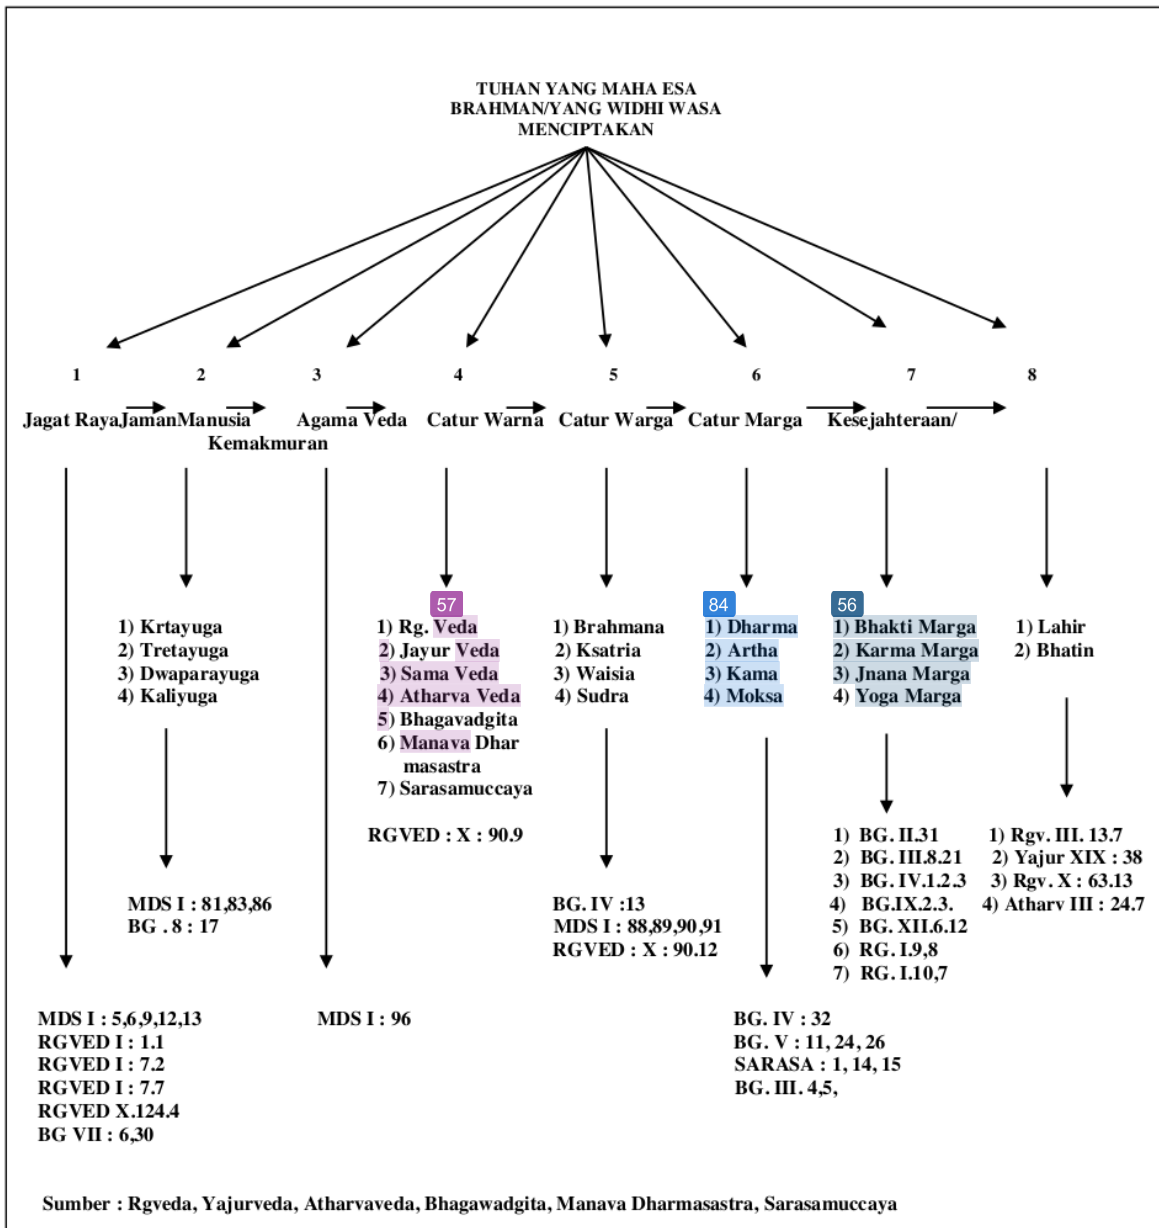 TUHAN YANG MAHA ESA
BRAHMAN/YANG WIDHI WASA
MENCIPTAKAN
1 2 3 4 5 6 7 8
Jagat RayaJamanManusia Agama Veda Catur Warna Catur Warga Catur Marga Kesejahteraan/
Kemakmuran
57 84 56
1) Krtayuga
2) Tretayuga
3) Dwaparayuga
4) Kaliyuga
1) Rg. Veda
2) Jayur Veda
3) Sama Veda
4) Atharva Veda
5) Bhagavadgita
6) Manava Dhar
masastra
7) Sarasamuccaya
1) Brahmana
2) Ksatria
3) Waisia
4) Sudra
1) Dharma
2) Artha
3) Kama
4) Moksa
1) Bhakti Marga
2) Karma Marga
3) Jnana Marga
4) Yoga Marga
1) Lahir
2) Bhatin
RGVED : X : 90.9
1) BG. II.31
2) BG. III.8.21
3) BG. IV.1.2.3
4) BG.IX.2.3.
5) BG. XII.6.12
6) RG. I.9,8
7) RG. I.10,7
1) Rgv. III. 13.7
2) Yajur XIX : 38
3) Rgv. X : 63.13
4) Atharv III : 24.7
MDS I : 81,83,86
BG . 8 : 17
BG. IV :13
MDS I : 88,89,90,91
RGVED : X : 90.12
MDS I : 5,6,9,12,13
RGVED I : 1.1
RGVED I : 7.2
RGVED I : 7.7
RGVED X.124.4
BG VII : 6,30
MDS I : 96
BG. IV : 32
BG. V : 11, 24, 26
SARASA : 1, 14, 15
BG. III. 4,5,
Sumber : Rgveda, Yajurveda, Atharvaveda, Bhagawadgita, Manava Dharmasastra, Sarasamuccaya